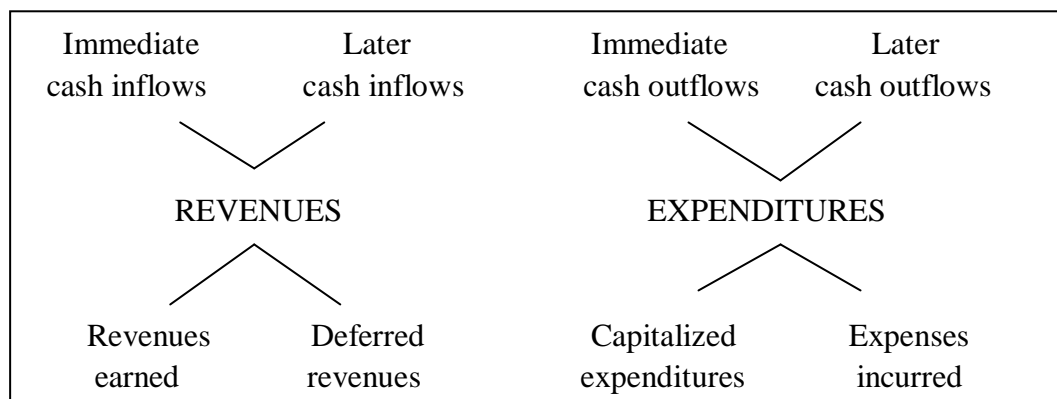 Immediate
cash inflows
Later
cash inflows
Immediate
cash outflows
Later
cash outflows
REVENUES
EXPENDITURES
Revenues
earned
Deferred
revenues
Capitalized
expenditures
Expenses
incurred